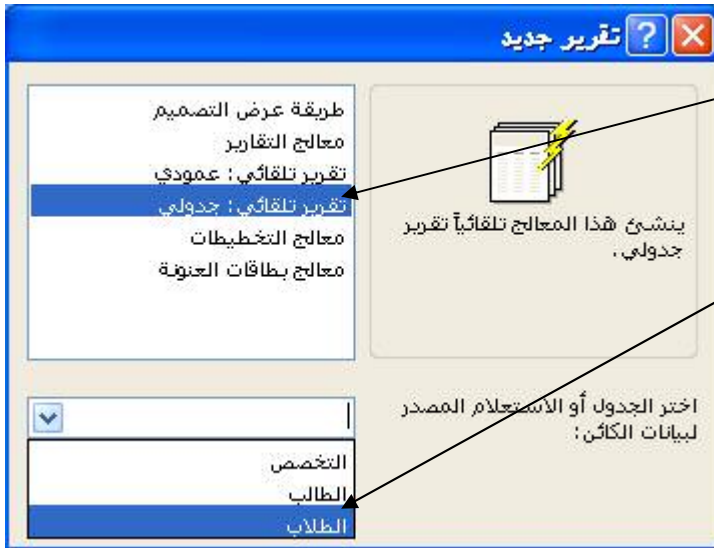 تقرير جديد
طريقة عرض التصميم
معالج التقارير
تقرير تلقائي: عمودي
تقرير تلقائي: جدولي
معالج التخطيطات
معالج بطاقات العنونة
ينشئ هذا المعالج تلقائياً تقرير
جدولي.
اختر الجدول أو الاستعلام المصدر
لبيانات الكائن:
التخصص
الطالب
الطلاب